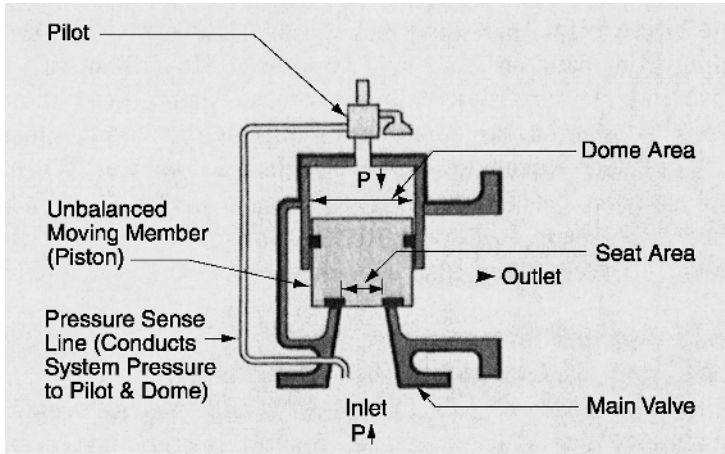 Pilot
Dome Area
P
Unbalanced
Moving Member
(Piston)
Seat Area
Outlet
Pressure Sense
Line (Conducts
System Pressure
to Pilot & Dome)
Inlet
P
Main Valve